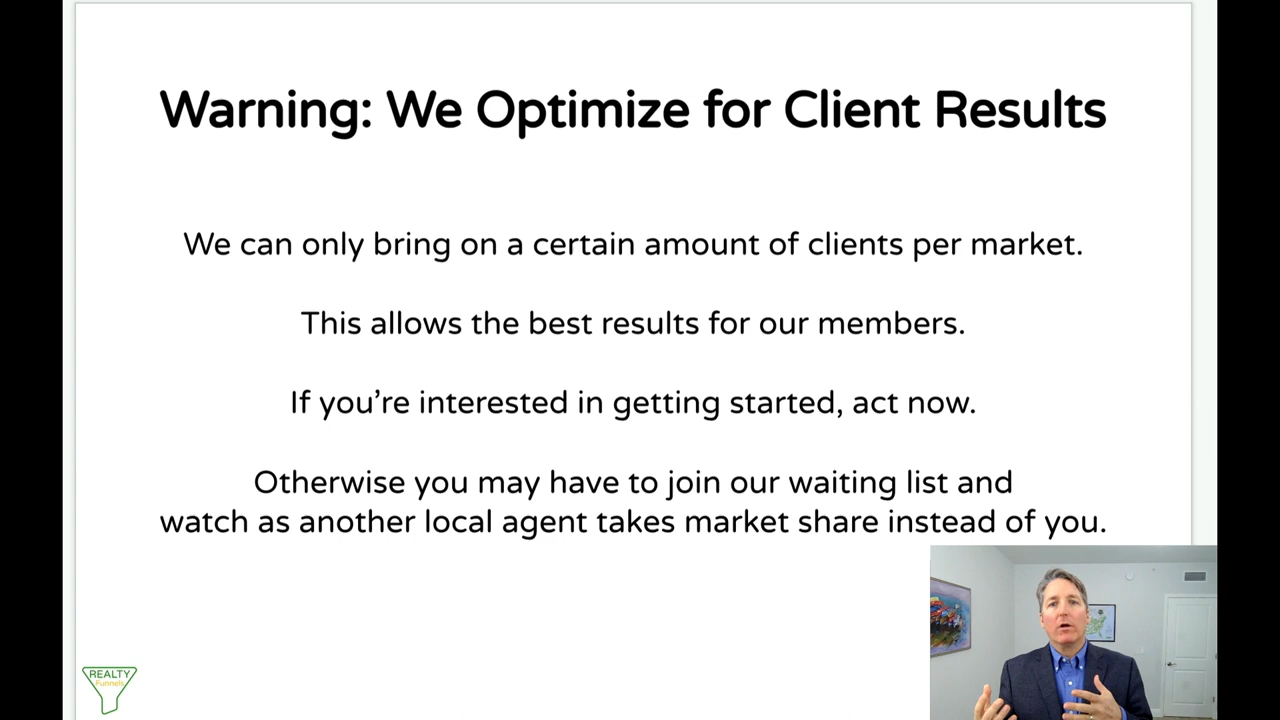 Warning: We Optimize for Client Results
We can only bring on a certain amount of clients per market.
This allows the best results for our members.
If you’re interested in getting started, act now.
Otherwise you may have to join our waiting list and
watch as another local agent takes market share instead of you.
REALTY
Funnels